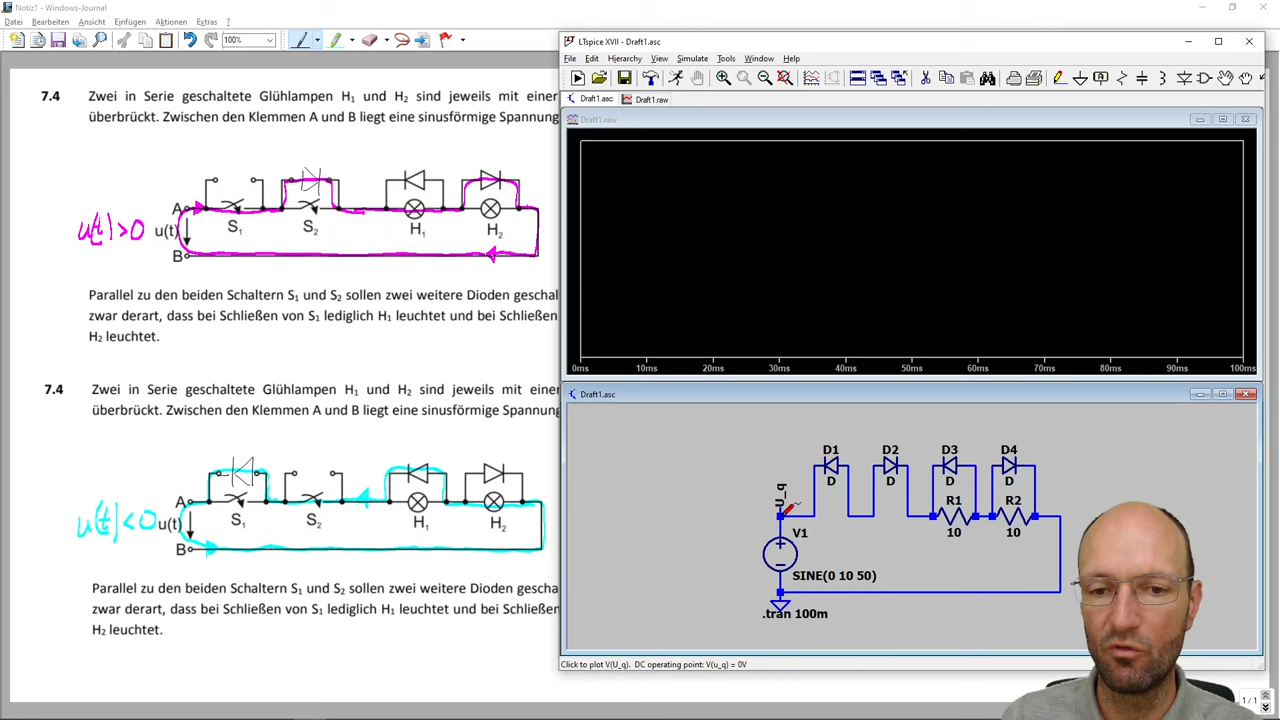 Notiz1 - Windows-Journal
Datei Bearbeiten Ansicht Einfügen Aktionen Extras ?
100%
7.4 Zwei in Serie geschaltete Glühlampen H1 und H2 sind jeweils mit einer
überbrückt. Zwischen den Klemmen A und B liegt eine sinusförmige Spannung
A
S1 S2 H1 H2
u(t)>0 u(t)
B
Parallel zu den beiden Schaltern S1 und S2 sollen zwei weitere Dioden geschal
zwar derart, dass bei Schließen von S1 lediglich H1 leuchtet und bei Schließen
H2 leuchtet.
7.4 Zwei in Serie geschaltete Glühlampen H1 und H2 sind jeweils mit einer
überbrückt. Zwischen den Klemmen A und B liegt eine sinusförmige Spannung
A
S1 S2 H1 H2
u(t)<0 u(t)
B
Parallel zu den beiden Schaltern S1 und S2 sollen zwei weitere Dioden geschal
zwar derart, dass bei Schließen von S1 lediglich H1 leuchtet und bei Schließen
H2 leuchtet.
LTspice XVII - Draft1.asc
File Edit Hierarchy View Simulate Tools Window Help
Draft1.asc Draft1.raw
Draft1.raw
0ms 10ms 20ms 30ms 40ms 50ms 60ms 70ms 80ms 90ms 100ms
Draft1.asc
D1 D2 D3 D4
D D D D
U_q
R1 R2
10 10
V1
SINE(0 10 50)
.tran 100m
Click to plot V(U_q). DC operating point: V(u_q) = 0V
1/1